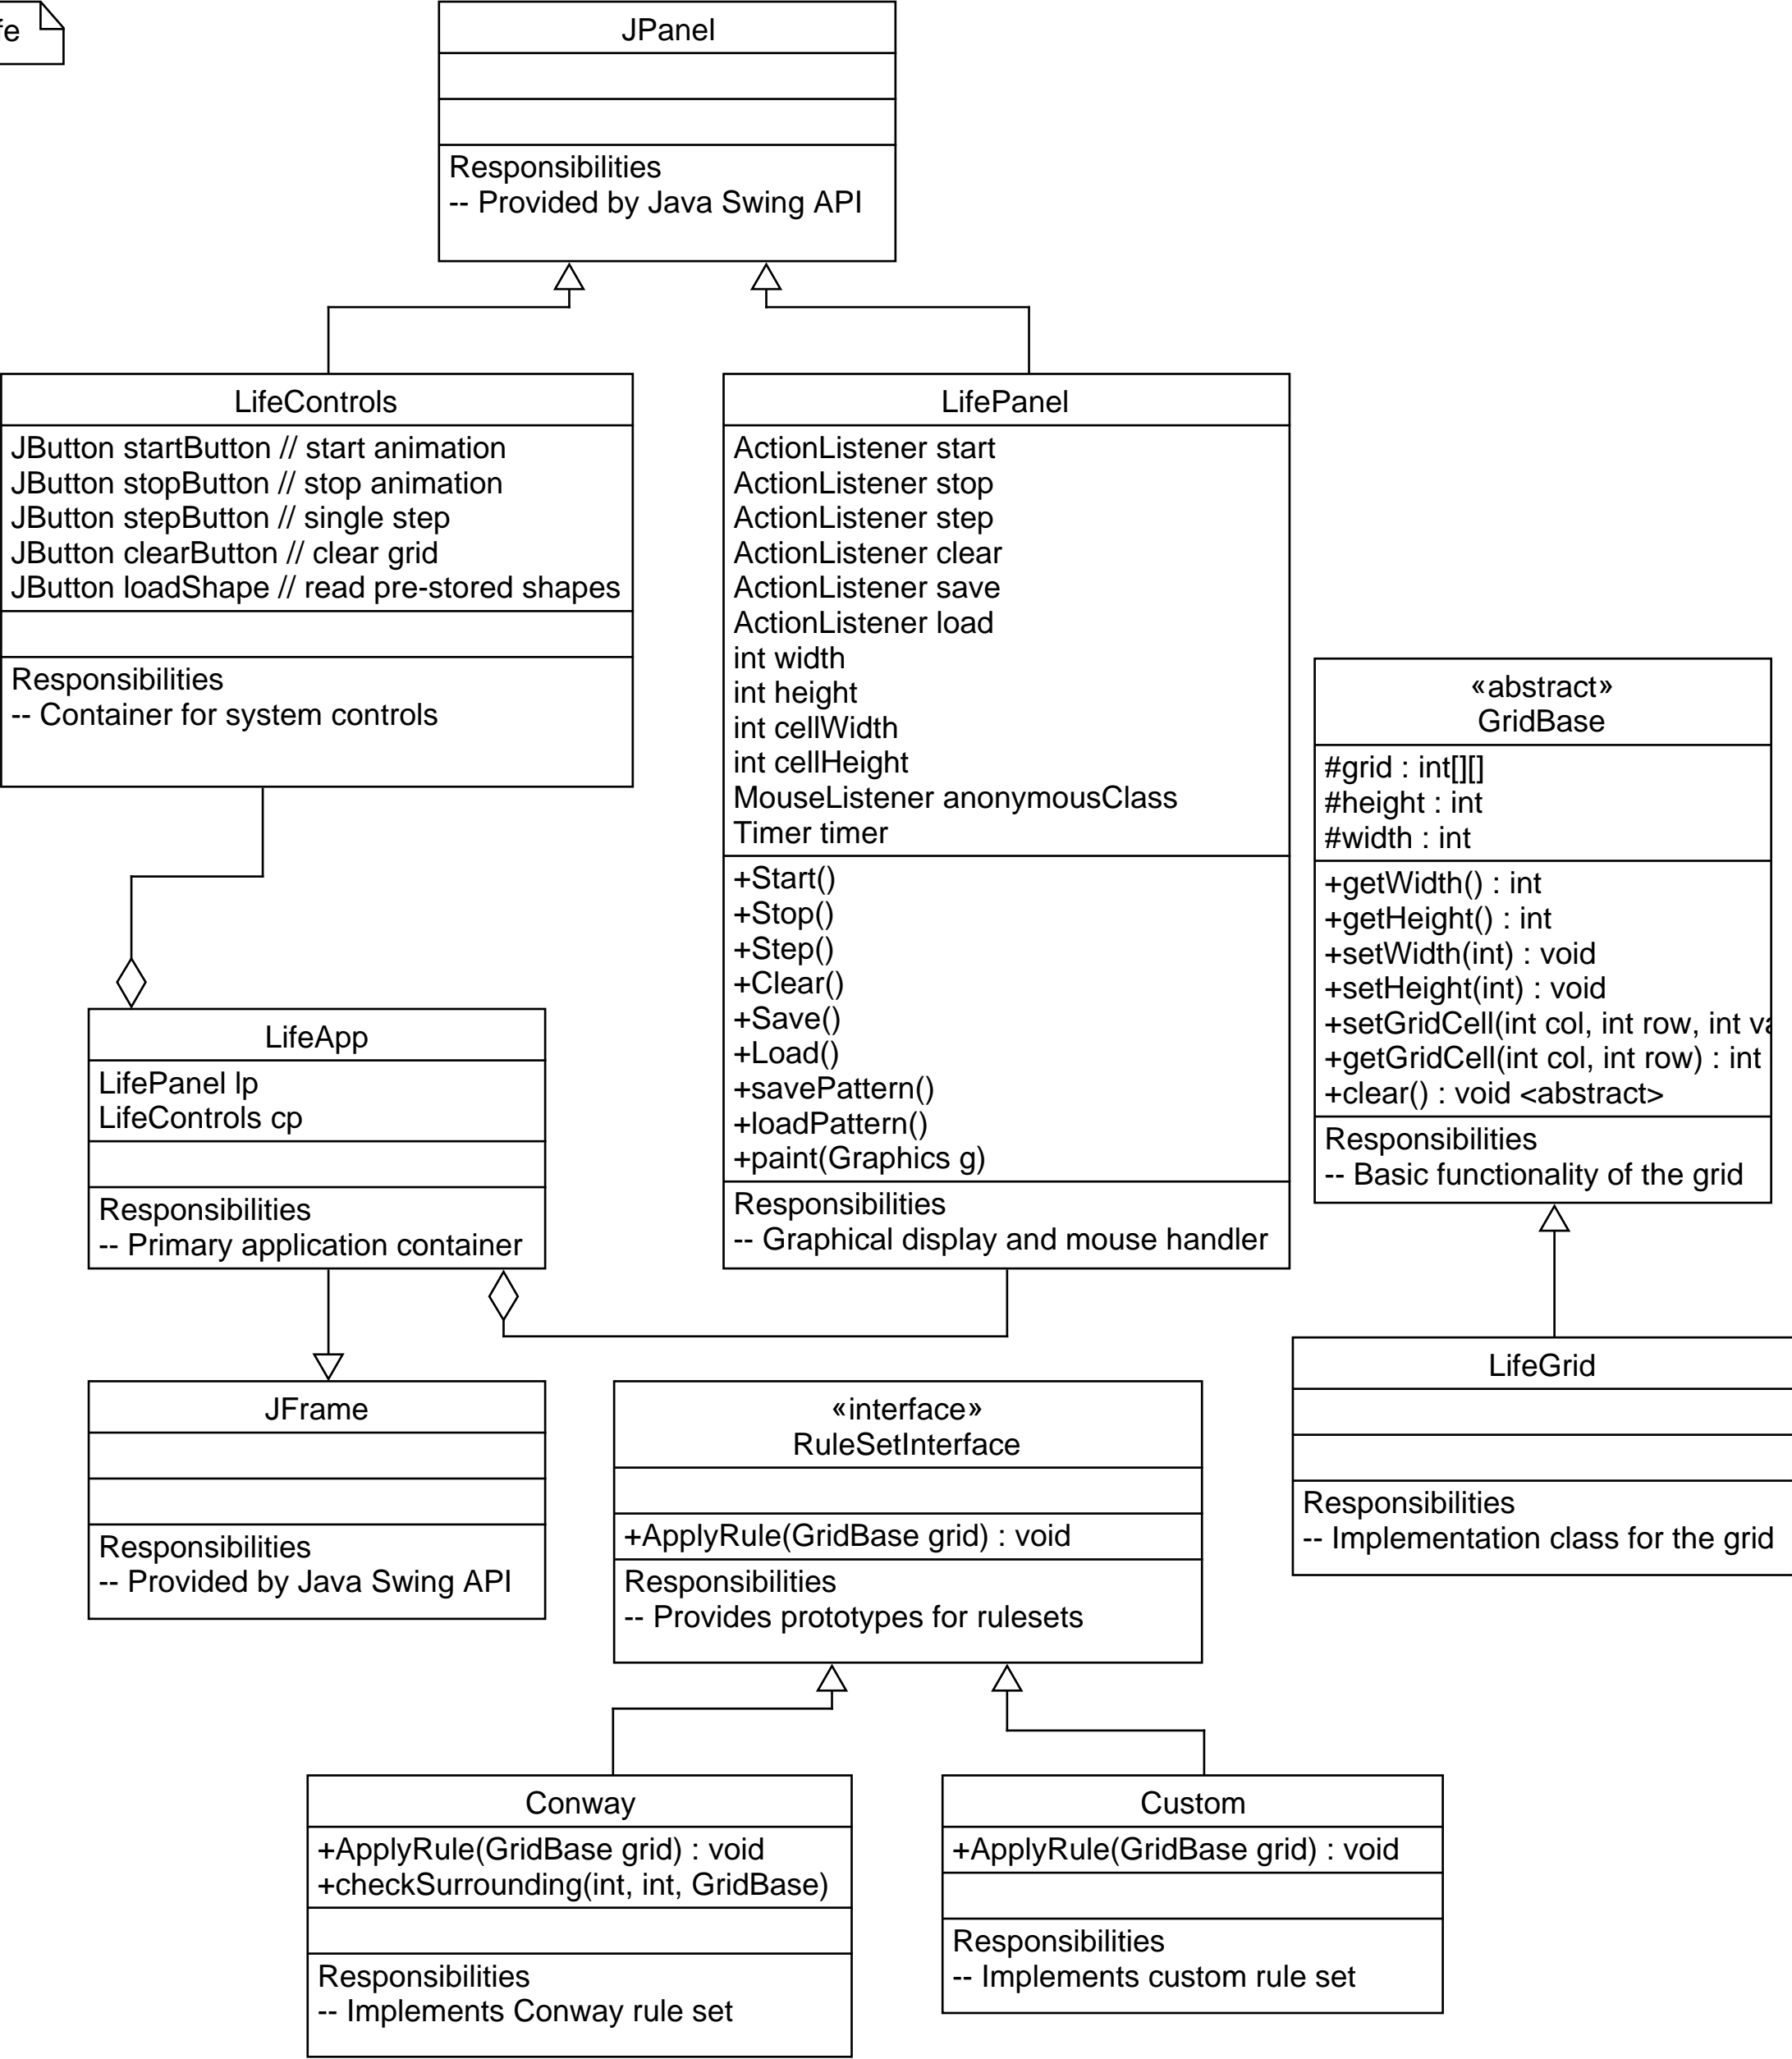 JPanel
Responsibilities
-- Provided by Java Swing API
LifeControls
JButton startButton // start animation
JButton stopButton // stop animation
JButton stepButton // single step
JButton clearButton // clear grid
JButton loadShape // read pre-stored shapes
Responsibilities
-- Container for system controls
LifePanel
ActionListener start
ActionListener stop
ActionListener step
ActionListener clear
ActionListener save
ActionListener load
int width
int height
int cellWidth
int cellHeight
MouseListener anonymousClass
Timer timer
+Start()
+Stop()
+Step()
+Clear()
+Save()
+Load()
+savePattern()
+loadPattern()
+paint(Graphics g)
Responsibilities
-- Graphical display and mouse handler
«abstract»
GridBase
#grid : int[][]
#height : int
#width : int
+getWidth() : int
+getHeight() : int
+setWidth(int) : void
+setHeight(int) : void
+setGridCell(int col, int row, int
+getGridCell(int col, int row) : int
+clear() : void <abstract>
Responsibilities
-- Basic functionality of the grid
LifeApp
LifePanel lp
LifeControls cp
Responsibilities
-- Primary application container
LifeGrid
Responsibilities
-- Implementation class for the grid
JFrame
Responsibilities
-- Provided by Java Swing API
«interface»
RuleSetInterface
+ApplyRule(GridBase grid) : void
Responsibilities
-- Provides prototypes for rulesets
Conway
+ApplyRule(GridBase grid) : void
+checkSurrounding(int, int, GridBase)
Responsibilities
-- Implements Conway rule set
Custom
+ApplyRule(GridBase grid) : void
Responsibilities
-- Implements custom rule set